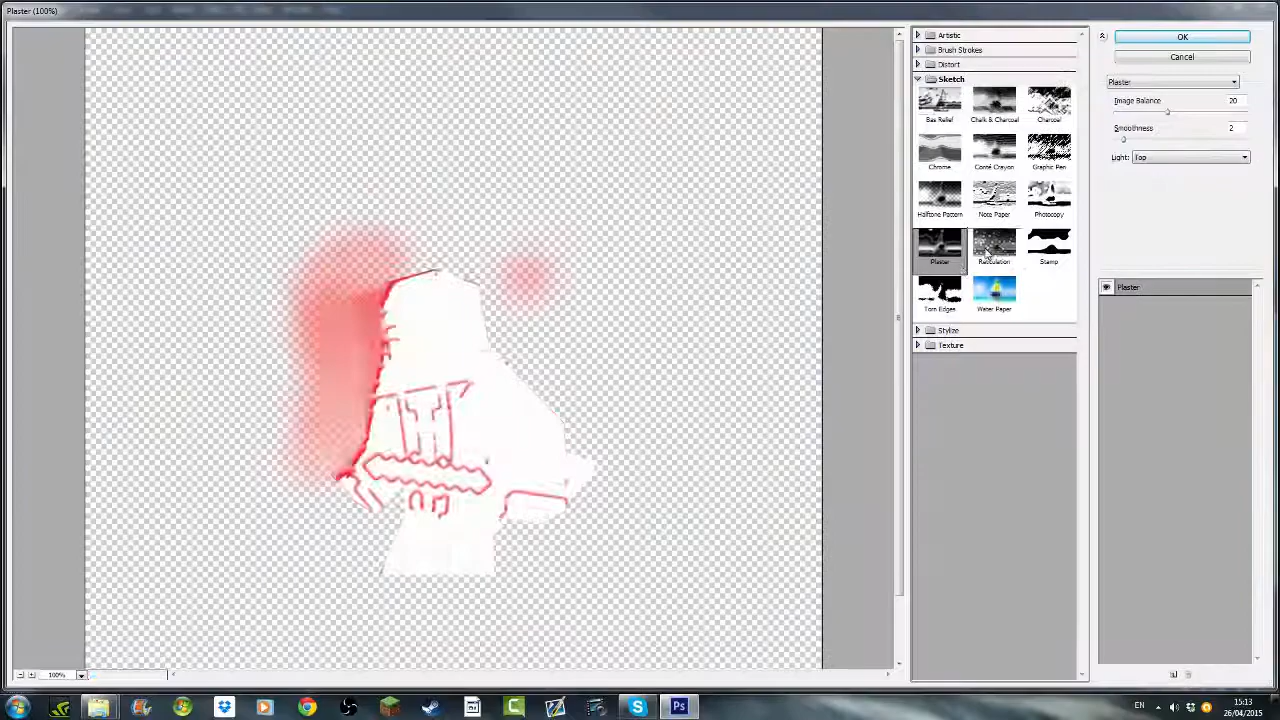 Plaster (100%)
Artistic
Brush Strokes
Distort
Sketch
Bas Relief
Chalk & Charcoal
Charcoal
Chrome
Conté Crayon
Graphic Pen
Halftone Pattern
Note Paper
Photocopy
Plaster
Reticulation
Stamp
Torn Edges
Water Paper
Stylize
Texture
OK
Cancel
Plaster
Image Balance 20
Smoothness 2
Light: Top
Plaster
100%
Ps
EN
15:13
26/04/2015